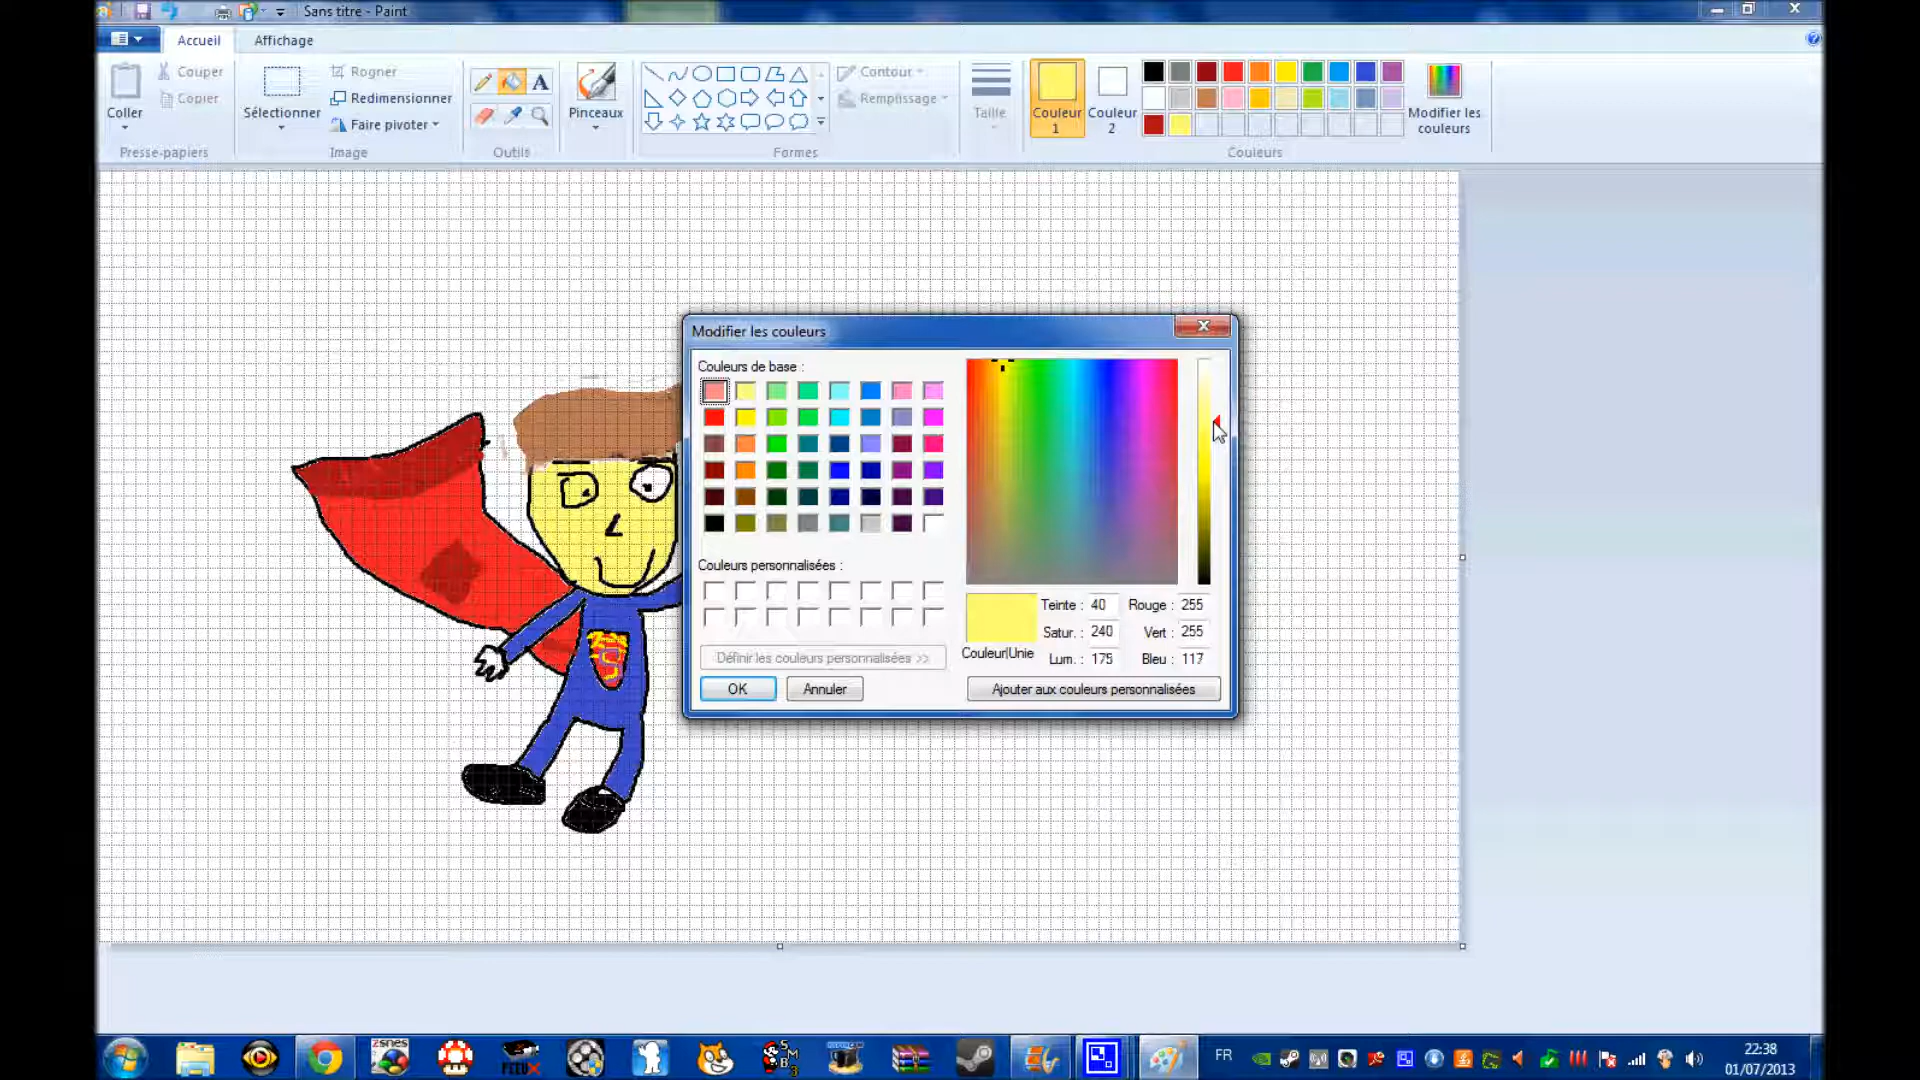 Sans titre - Paint
Accueil
Affichage
Coller
Couper
Copier
Presse-papiers
Sélectionner
Rogner
Redimensionner
Faire pivoter
Image
A
Outils
Pinceaux
Contour
Remplissage
Formes
Taille
Couleur 1
Couleur 2
Modifier les couleurs
Couleurs
Modifier les couleurs
Couleurs de base :
Couleurs personnalisées :
Définir les couleurs personnalisées >>
OK
Annuler
Teinte : 40
Satur. : 240
Lum. : 175
Rouge : 255
Vert : 255
Bleu : 117
Couleur|Unie
Ajouter aux couleurs personnalisées
S
ZSNES
FCEUX
SMB3
FR
22:38
01/07/2013